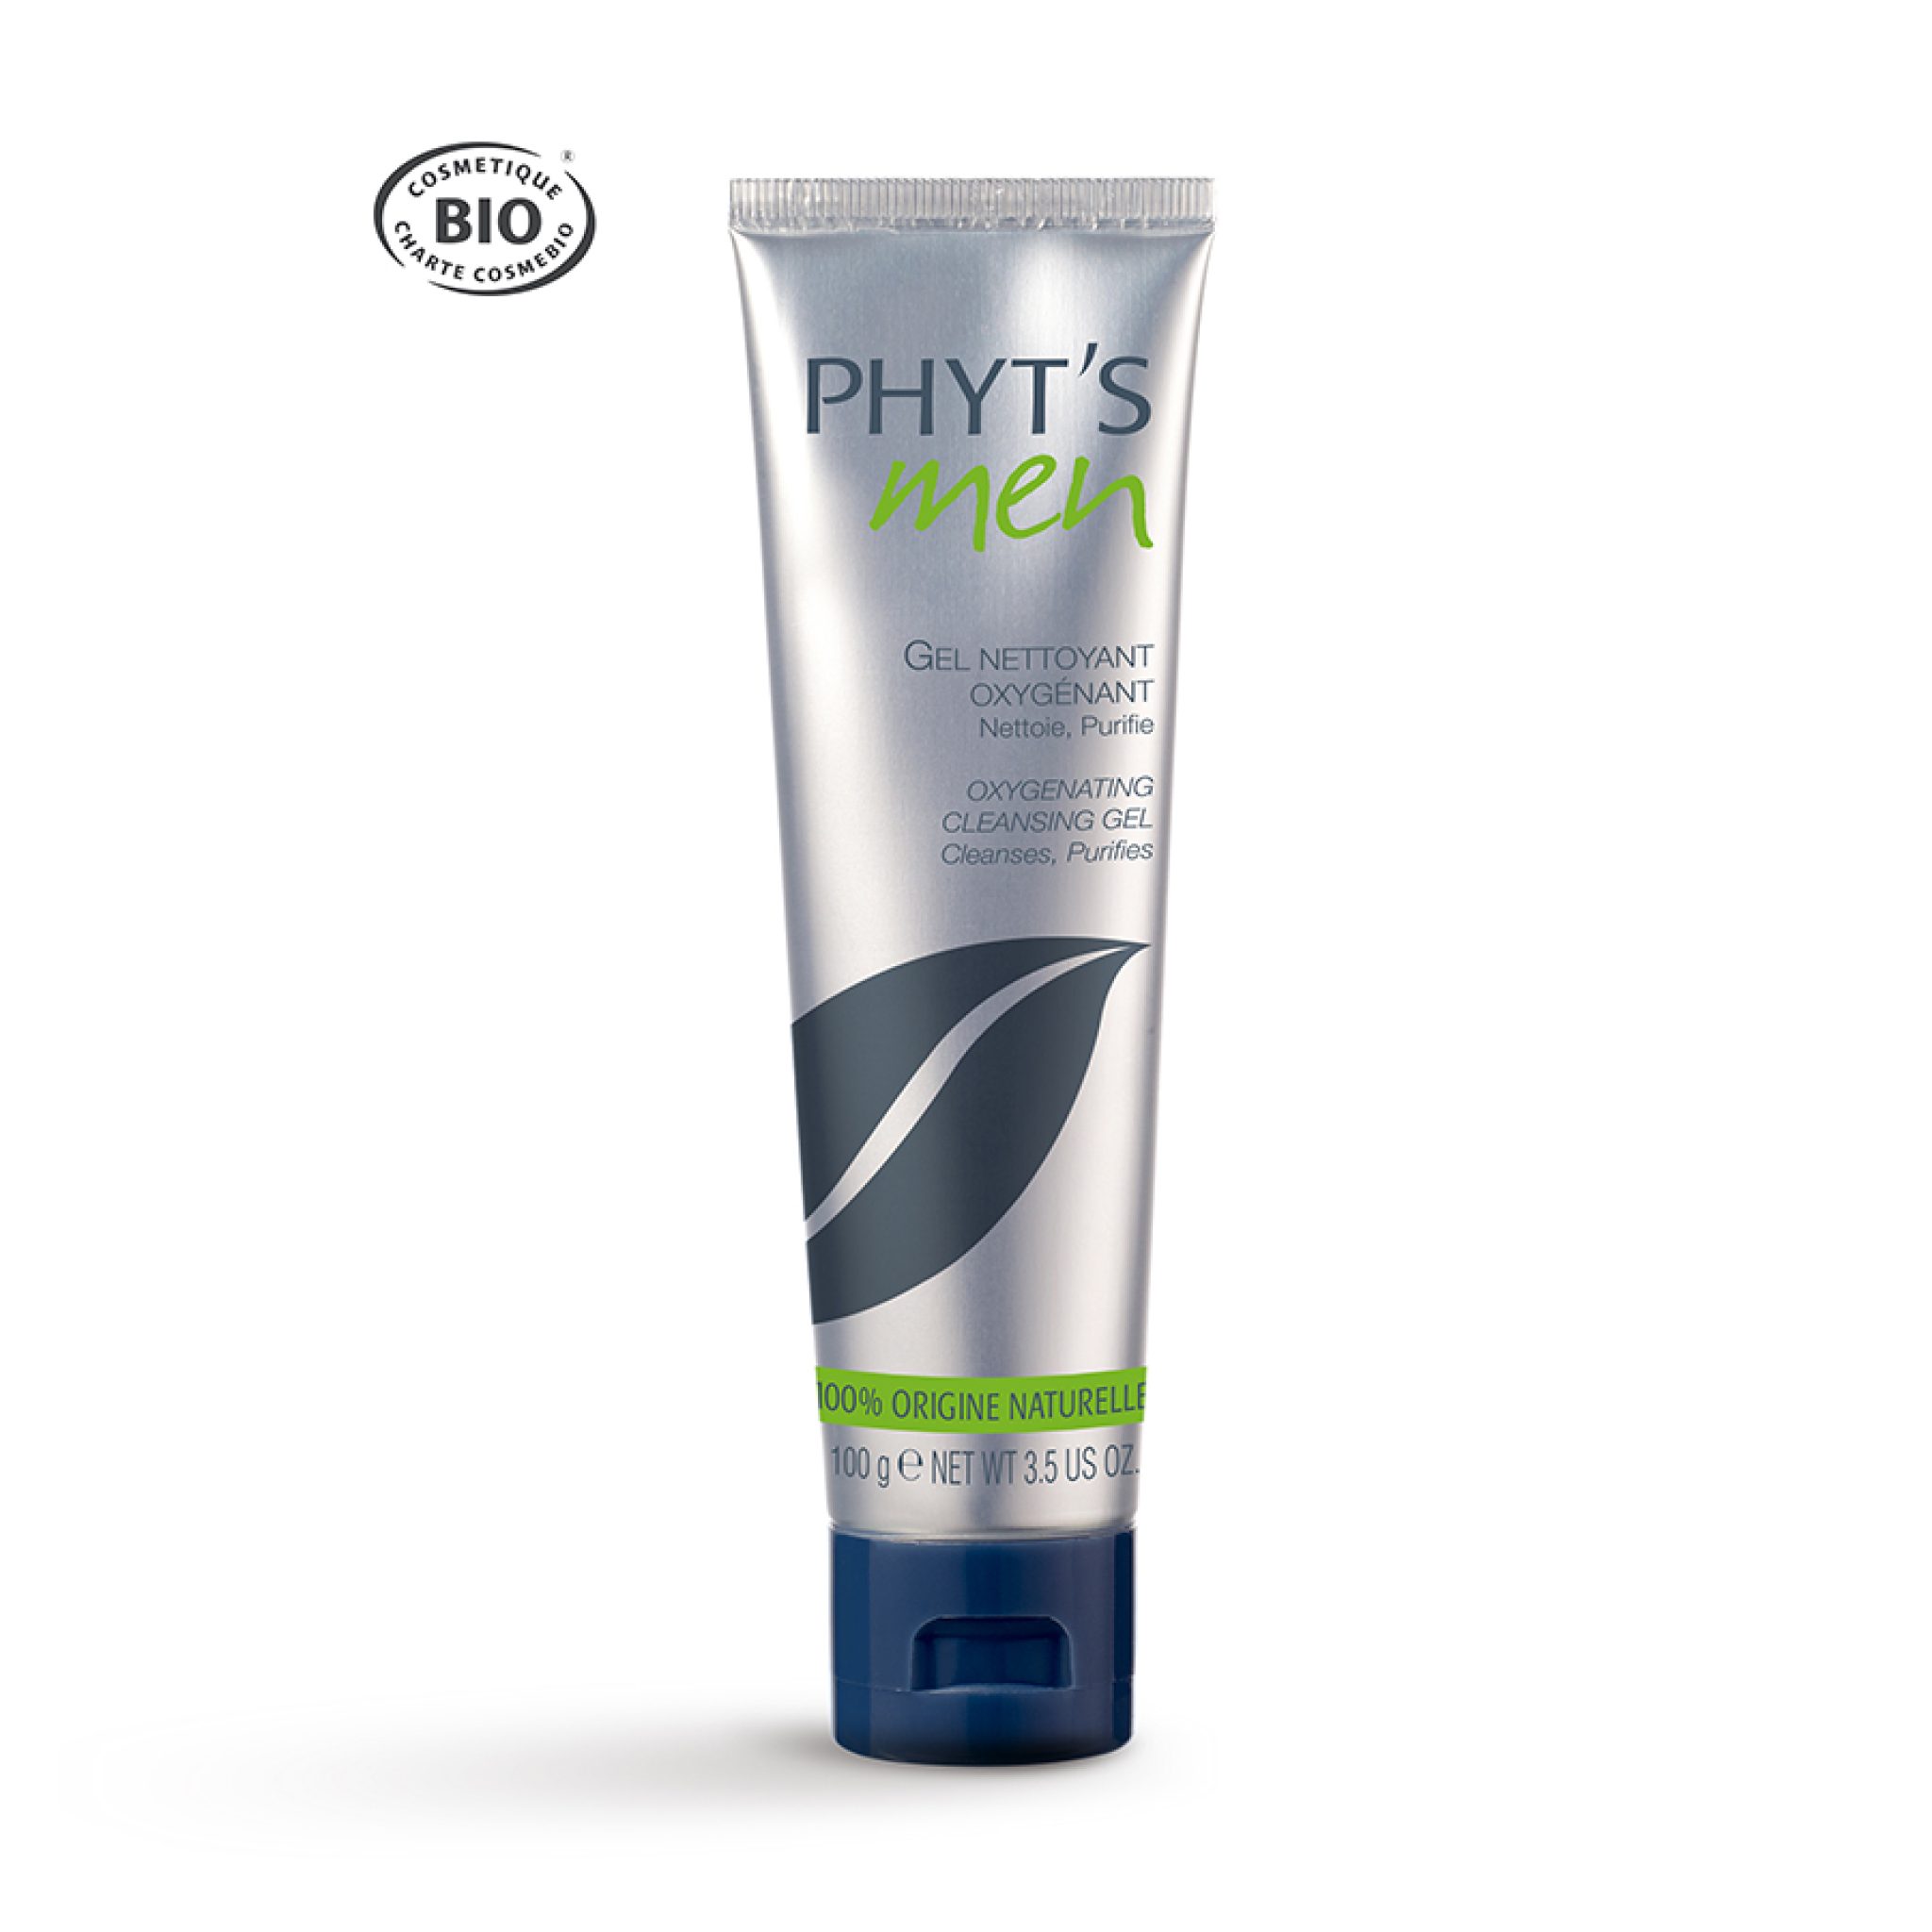 COSMETIQUE ®
BIO
CHARTE COSMEBIO
PHYT'S
men
GEL NETTOYANT
OXYGÉNANT
Nettoie, Purifie
OXYGENATING
CLEANSING GEL
Cleanses, Purifies
100% ORIGINE NATURELLE
100 g ℮ NET WT 3.5 US OZ.